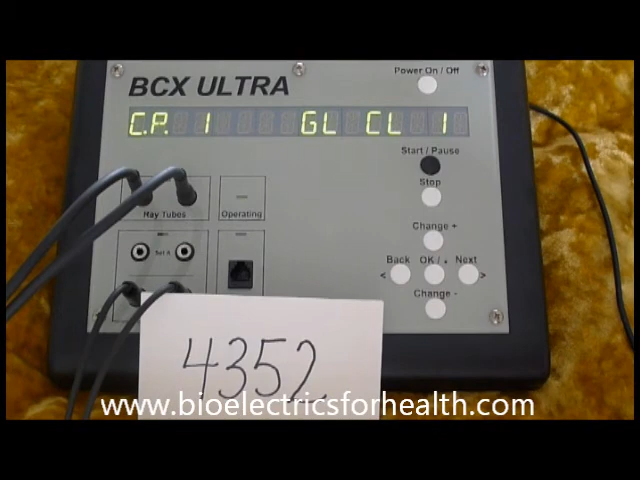 Power On / Off
BCX ULTRA
C.P. 1 GL CL 1
Start / Pause
Stop
Ray Tubes
Operating
Change +
Set A
Back OK / . Next
< >
Change -
4352
www.bioelectricsforhealth.com